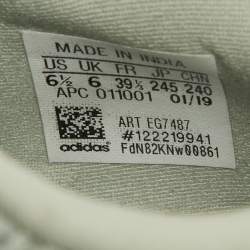 MADE IN INDIA
US UK FR JP CHN
6½ 6 39⅓ 245 240
APC 011001 01/19
ART EG7487
#122219941
adidas FdN82KNw00861